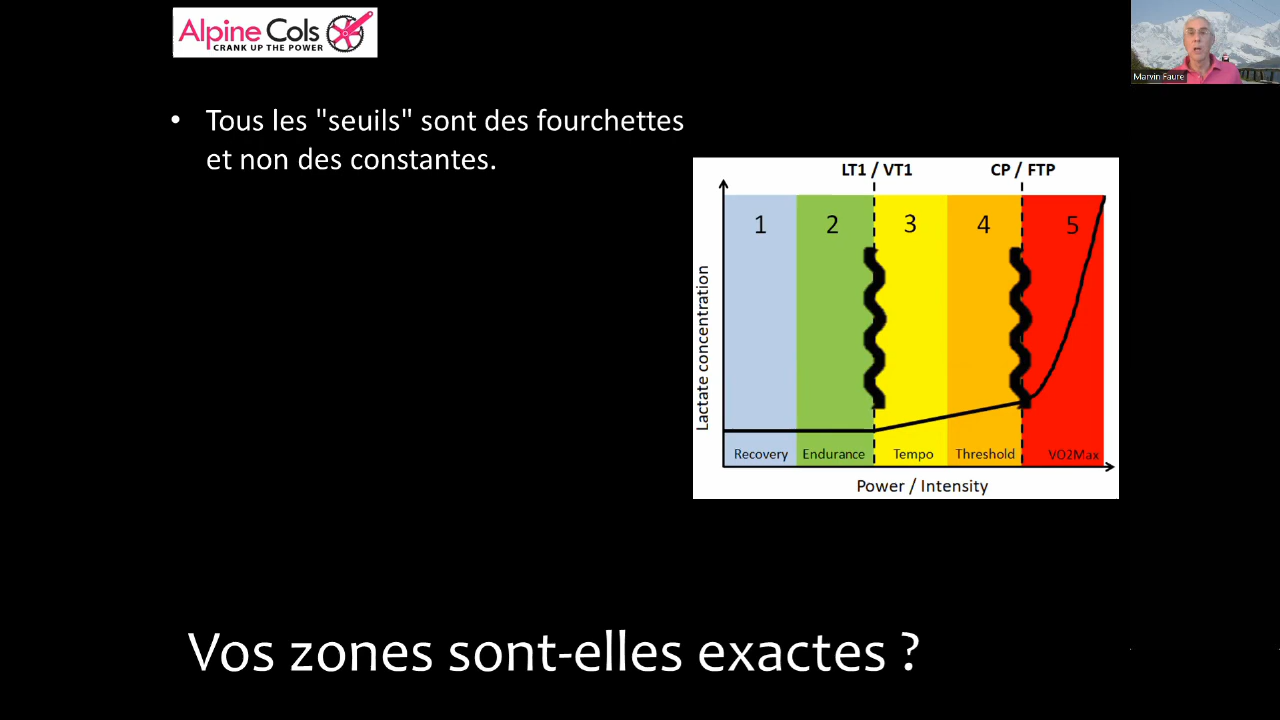 Alpine Cols
CRANK UP THE POWER
Marvin Faure
• Tous les "seuils" sont des fourchettes
et non des constantes.
LT1 / VT1
CP / FTP
1
2
3
4
5
Lactate concentration
Recovery
Endurance
Tempo
Threshold
VO2Max
Power / Intensity
Vos zones sont-elles exactes ?